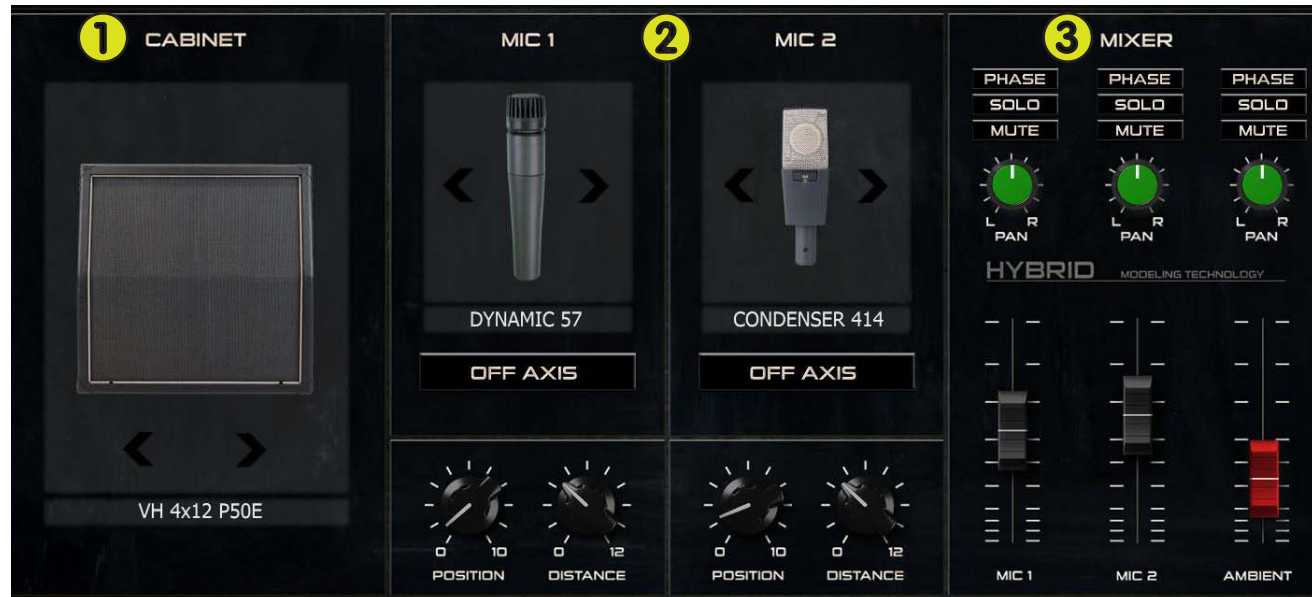 1 CABINET
VH 4x12 P50E
MIC 1
DYNAMIC 57
OFF AXIS
0 10 0 12
POSITION DISTANCE
2
MIC 2
CONDENSER 414
OFF AXIS
0 10 0 12
POSITION DISTANCE
3 MIXER
PHASE PHASE PHASE
SOLO SOLO SOLO
MUTE MUTE MUTE
L R L R L R
PAN PAN PAN
HYBRID MODELING TECHNOLOGY
MIC 1 MIC 2 AMBIENT